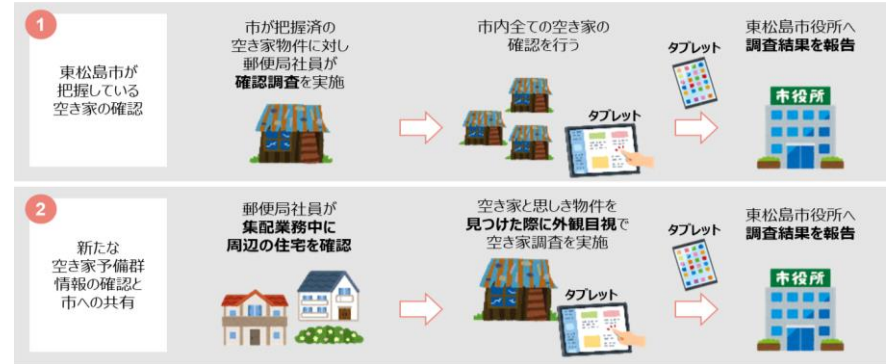 1
東松島市が
把握している
空き家の確認
市が把握済の
空き家物件に対し
郵便局社員が
確認調査を実施
市内全ての空き家の
確認を行う
タブレット
タブレット
東松島市役所へ
調査結果を報告
市役所
2
新たな
空き家予備群
情報の確認と
市への共有
郵便局社員が
集配業務中に
周辺の住宅を確認
空き家と思しき物件を
見つけた際に外観目視で
空き家調査を実施
タブレット
タブレット
東松島市役所へ
調査結果を報告
市役所